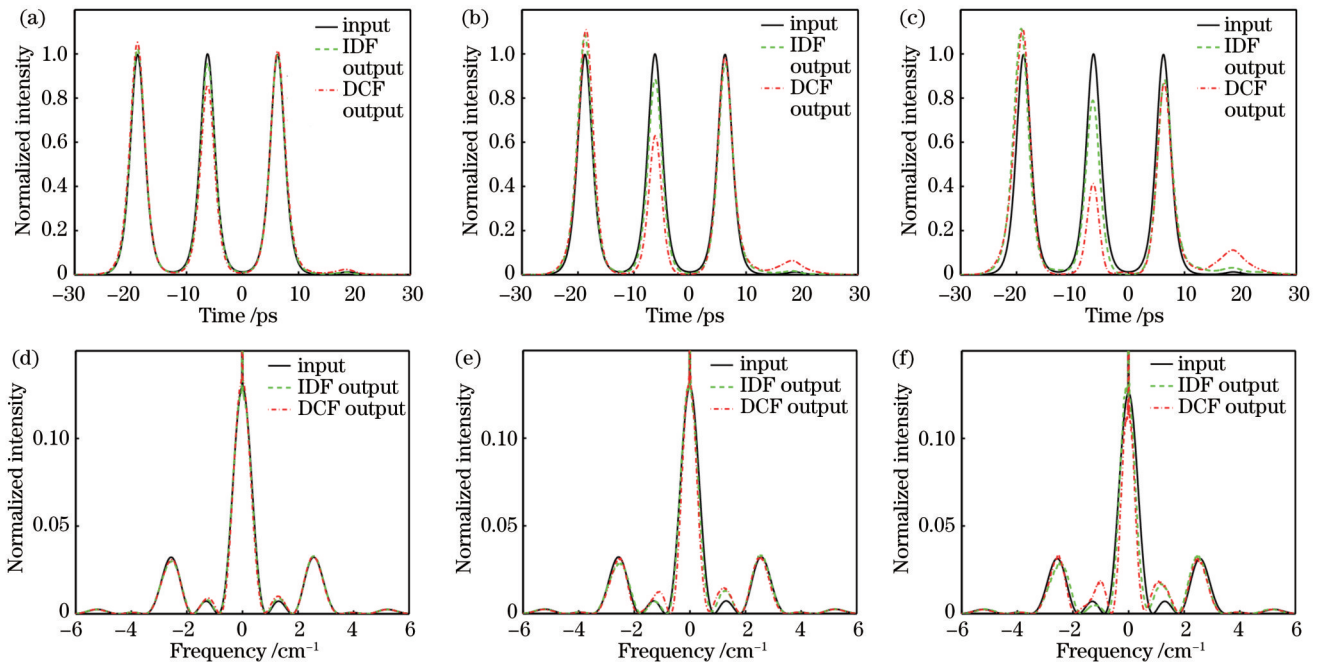 (a)
input
IDF
output
DCF
output
Normalized intensity
1.0
0.8
0.6
0.4
0.2
0
−30
−20
−10
0
10
20
30
Time /ps
(b)
input
IDF
output
DCF
output
Normalized intensity
1.0
0.8
0.6
0.4
0.2
0
−30
−20
−10
0
10
20
30
Time /ps
(c)
input
IDF
output
DCF
output
Normalized intensity
1.0
0.8
0.6
0.4
0.2
0
−30
−20
−10
0
10
20
30
Time /ps
(d)
input
IDF output
DCF output
Normalized intensity
0.10
0.05
0
−6
−4
−2
0
2
4
6
Frequency /cm⁻¹
(e)
input
IDF output
DCF output
Normalized intensity
0.10
0.05
0
−6
−4
−2
0
2
4
6
Frequency /cm⁻¹
(f)
input
IDF output
DCF output
Normalized intensity
0.10
0.05
0
−6
−4
−2
0
2
4
6
Frequency /cm⁻¹